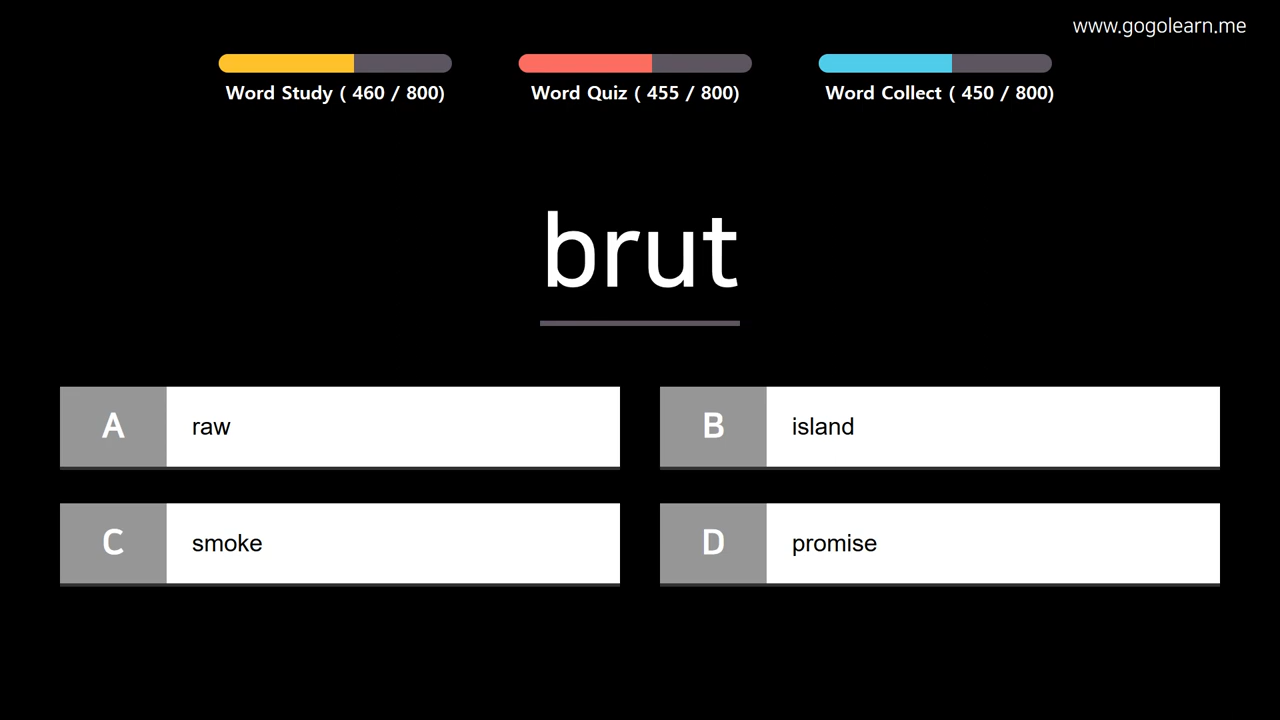 www.gogolearn.me
Word Study ( 460 / 800)
Word Quiz ( 455 / 800)
Word Collect ( 450 / 800)
brut
A raw
B island
C smoke
D promise